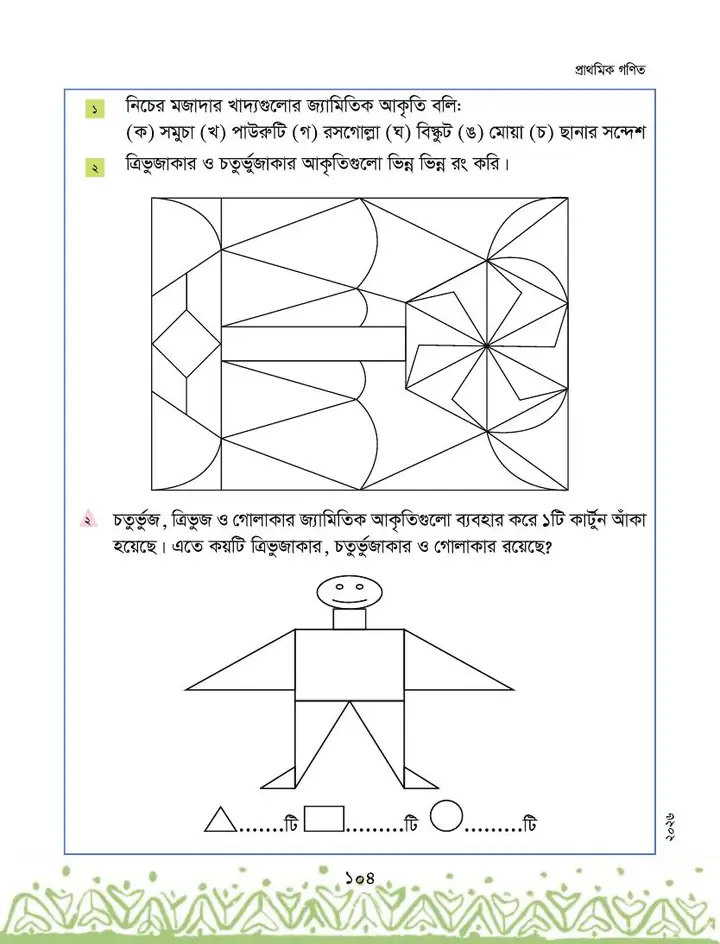 প্রাথমিক গণিত
১ নিচের মজাদার খাদ্যগুলোর জ্যামিতিক আকৃতি বলি:
(ক) সমুচা (খ) পাউরুটি (গ) রসগোল্লা (ঘ) বিষ্কুট (ঙ) মোয়া (চ) ছানার সন্দেশ
২ ত্রিভুজাকার ও চতুর্ভুজাকার আকৃতিগুলো ভিন্ন ভিন্ন রং করি।
২ চতুর্ভুজ, ত্রিভুজ ও গোলাকার জ্যামিতিক আকৃতিগুলো ব্যবহার করে ১টি কার্টুন আঁকা
হয়েছে। এতে কয়টি ত্রিভুজাকার, চতুর্ভুজাকার ও গোলাকার রয়েছে?
.......টি .........টি .........টি
২০২৬
১০৪